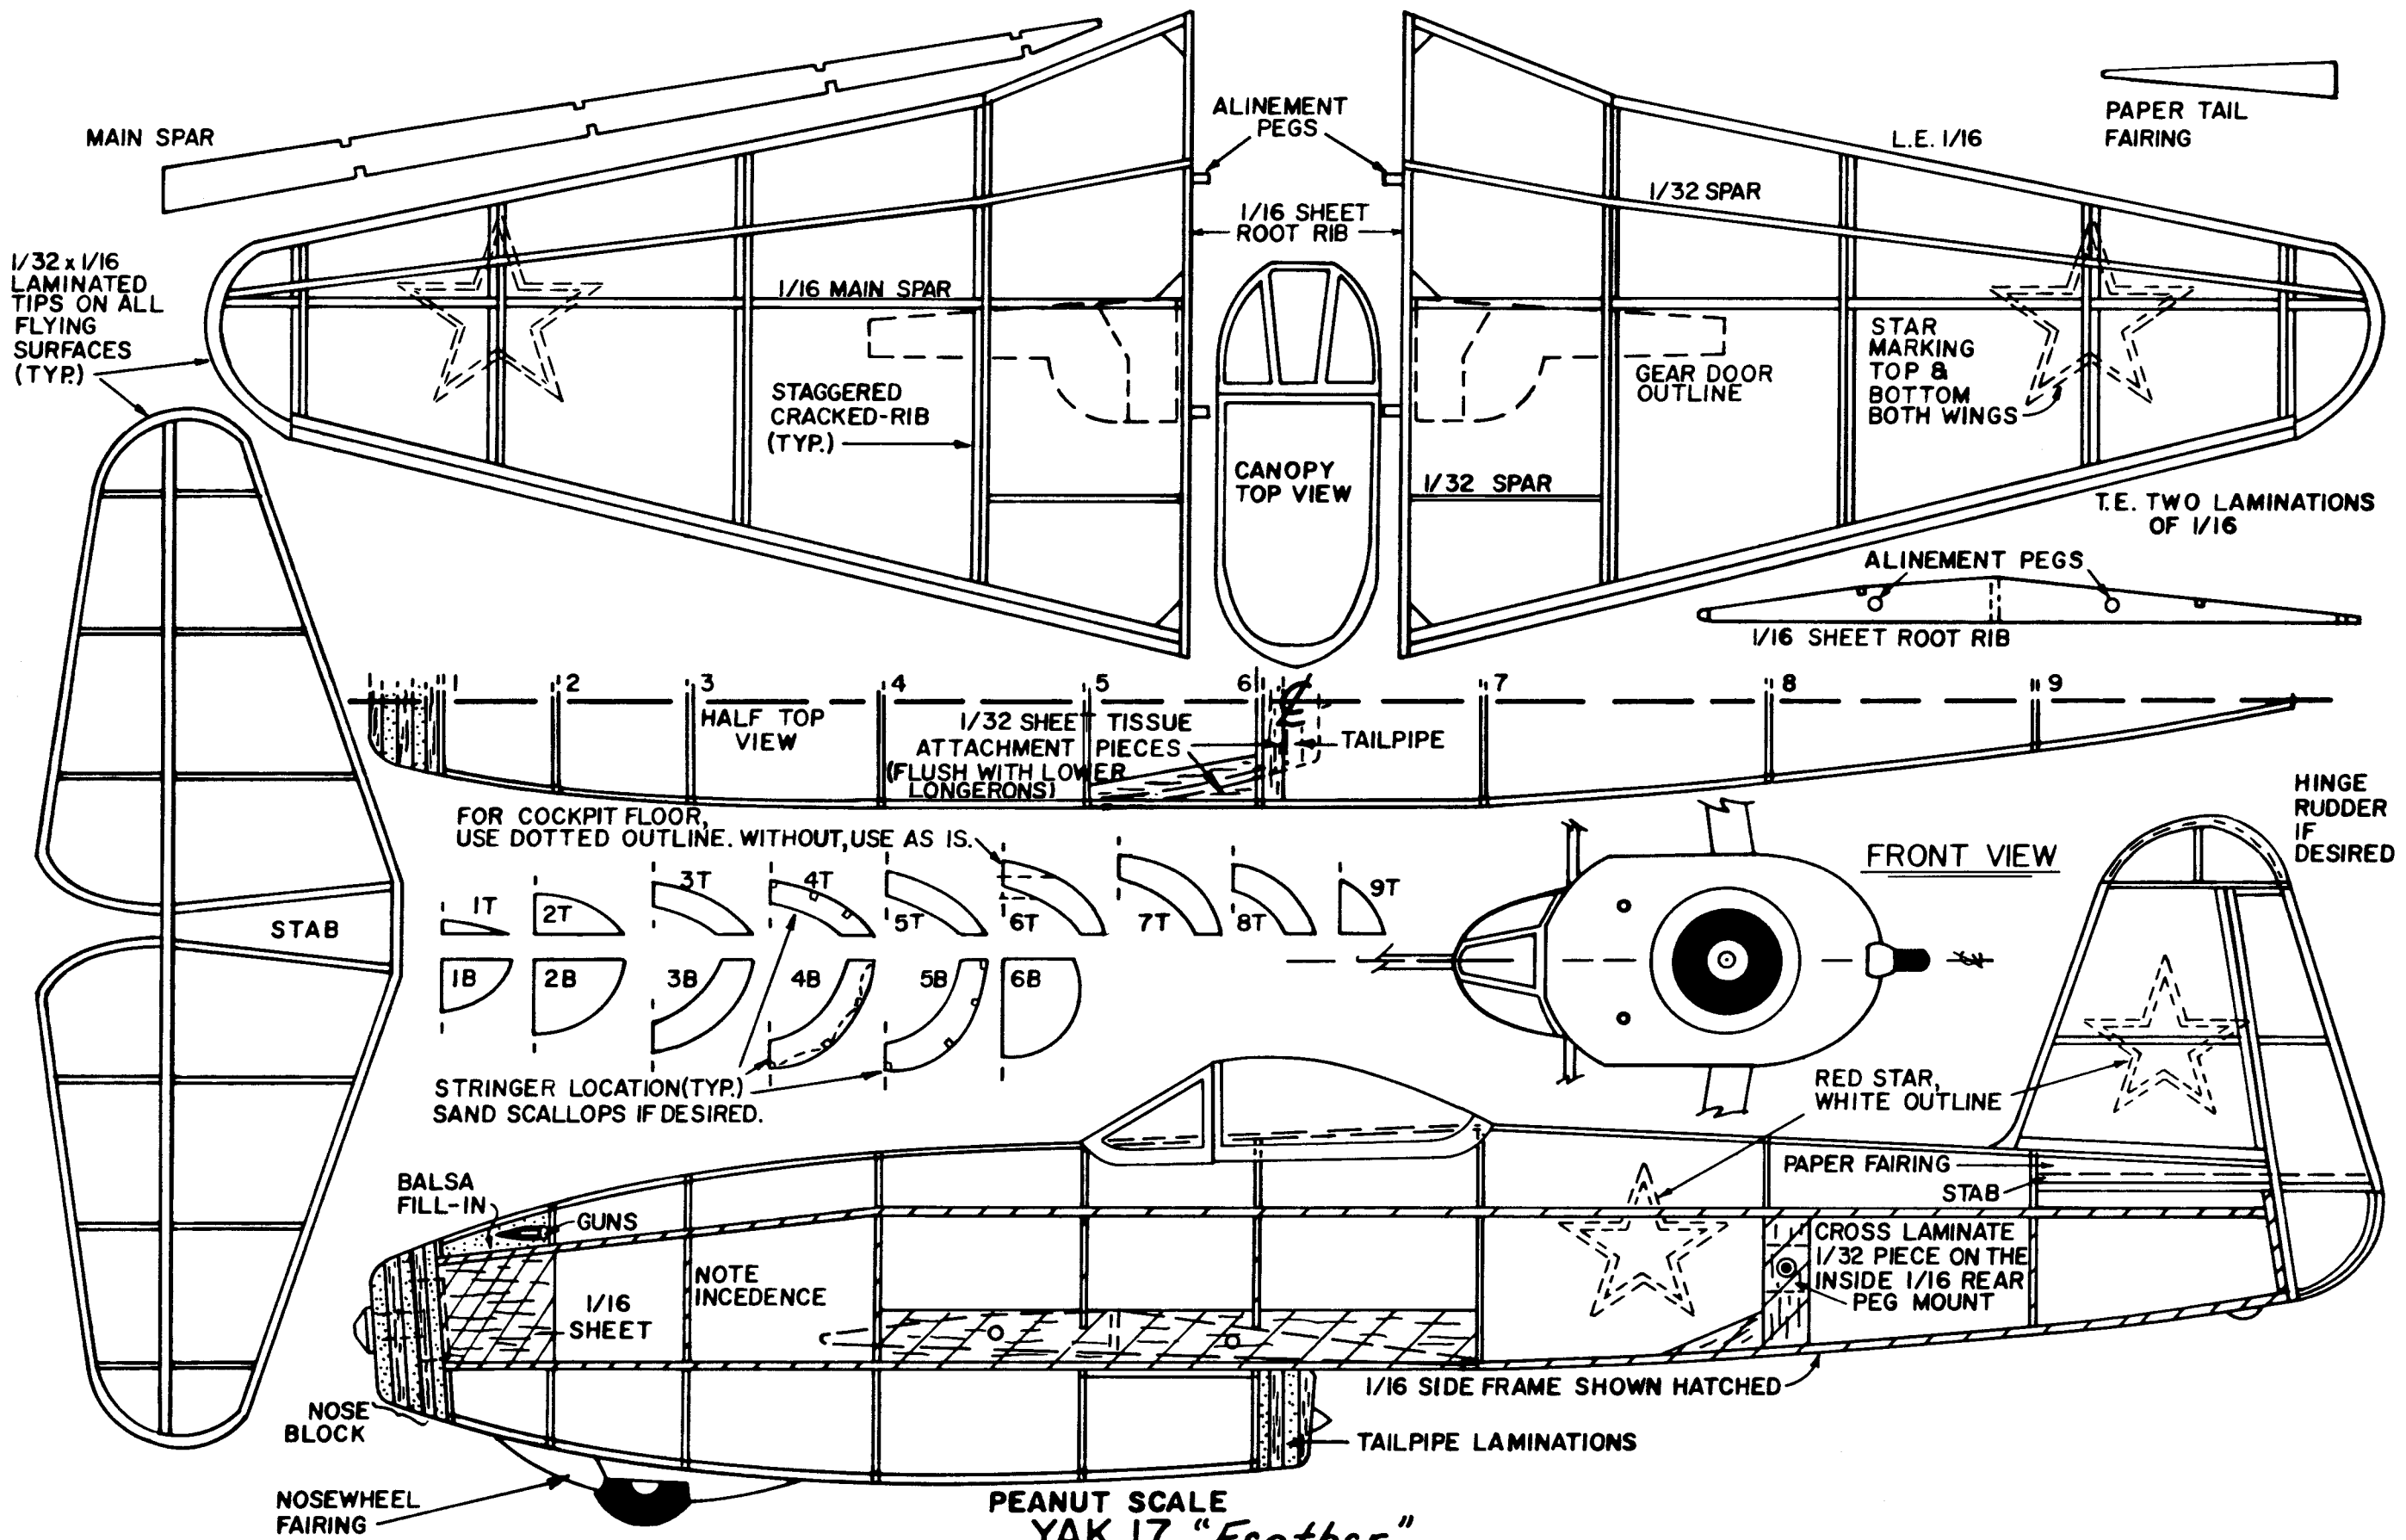 MAIN SPAR
ALINEMENT
PEGS
PAPER TAIL
FAIRING
L.E. 1/16
1/32 SPAR
1/16 SHEET
ROOT RIB
1/32 x 1/16
LAMINATED
TIPS ON ALL
FLYING
SURFACES
(TYP.)
1/16 MAIN SPAR
STAGGERED
CRACKED-RIB
(TYP.)
GEAR DOOR
OUTLINE
STAR
MARKING
TOP &
BOTTOM
BOTH WINGS
CANOPY
TOP VIEW
1/32 SPAR
T.E. TWO LAMINATIONS
OF 1/16
ALINEMENT PEGS
1/16 SHEET ROOT RIB
1 2 3 4 5 6 7 8 9
HALF TOP
VIEW
1/32 SHEET TISSUE
ATTACHMENT PIECES
(FLUSH WITH LOWER
LONGERONS)
TAILPIPE
FOR COCKPIT FLOOR,
USE DOTTED OUTLINE. WITHOUT, USE AS IS.
HINGE
RUDDER
IF
DESIRED
FRONT VIEW
1T 2T 3T 4T 5T 6T 7T 8T 9T
STAB
1B 2B 3B 4B 5B 6B
STRINGER LOCATION (TYP.)
SAND SCALLOPS IF DESIRED.
RED STAR,
WHITE OUTLINE
BALSA
FILL-IN
GUNS
PAPER FAIRING
STAB
NOTE
INCEDENCE
1/16
SHEET
CROSS LAMINATE
1/32 PIECE ON THE
INSIDE 1/16 REAR
PEG MOUNT
1/16 SIDE FRAME SHOWN HATCHED
NOSE
BLOCK
TAILPIPE LAMINATIONS
NOSEWHEEL
FAIRING
PEANUT SCALE
YAK 17 "Feather"